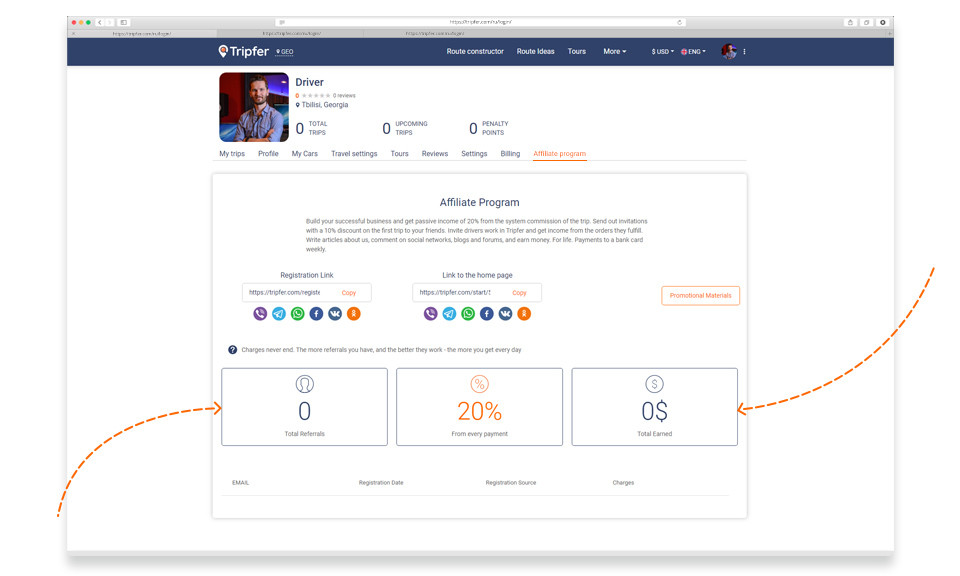 https://tripfer.com/ru/login/
https://tripfer.com/ru/login/ https://tripfer.com/ru/login/ https://tripfer.com/ru/login/
Tripfer GEO Route constructor Route Ideas Tours More $ USD ENG
Driver
0 0 reviews
Tbilisi, Georgia
0 TOTAL TRIPS
0 UPCOMING TRIPS
0 PENALTY POINTS
My trips Profile My Cars Travel settings Tours Reviews Settings Billing Affiliate program
Affiliate Program
Build your successful business and get passive income of 20% from the system commission of the trip. Send out invitations
with a 10% discount on the first trip to your friends. Invite drivers work in Tripfer and get income from the orders they fulfill.
Write articles about us, comment on social networks, blogs and forums, and earn money. For life. Payments to a bank card
weekly.
Registration Link
https://tripfer.com/registe Copy
Link to the home page
https://tripfer.com/start/ Copy
Promotional Materials
? Charges never end. The more referrals you have, and the better they work - the more you get every day
0
Total Referrals
%
20%
From every payment
$
0$
Total Earned
EMAIL Registration Date Registration Source Charges